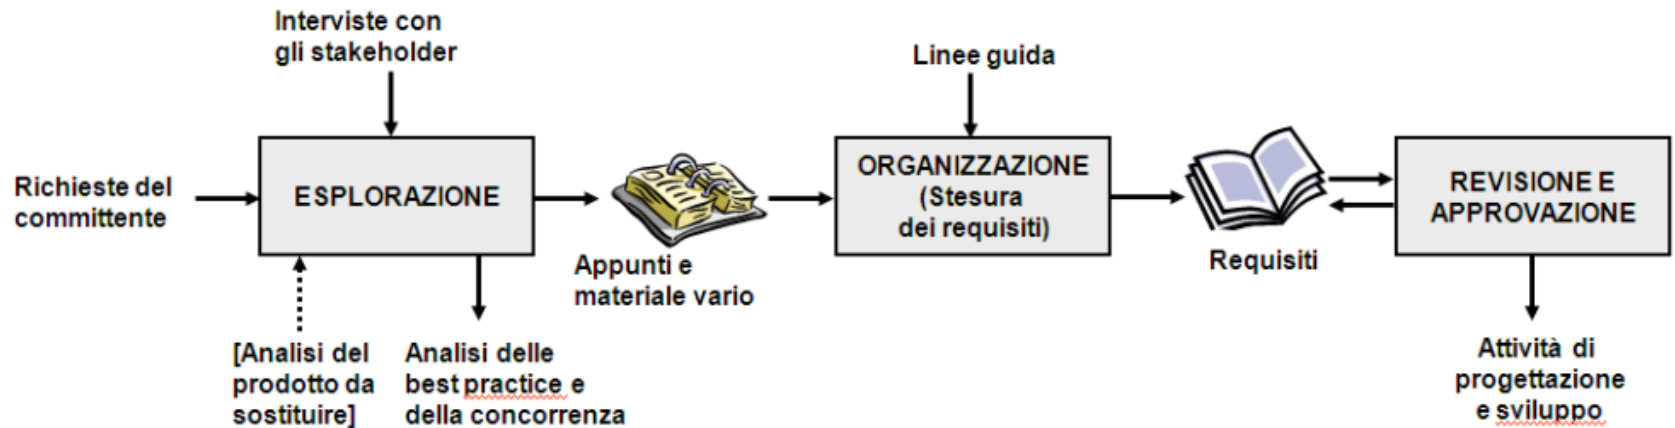 Interviste con
gli stakeholder
Linee guida
Richieste del
committente
ESPLORAZIONE
Appunti e
materiale vario
ORGANIZZAZIONE
(Stesura
dei requisiti)
Requisiti
REVISIONE E
APPROVAZIONE
[Analisi del
prodotto da
sostituire]
Analisi delle
best practice e
della concorrenza
Attività di
progettazione
e sviluppo